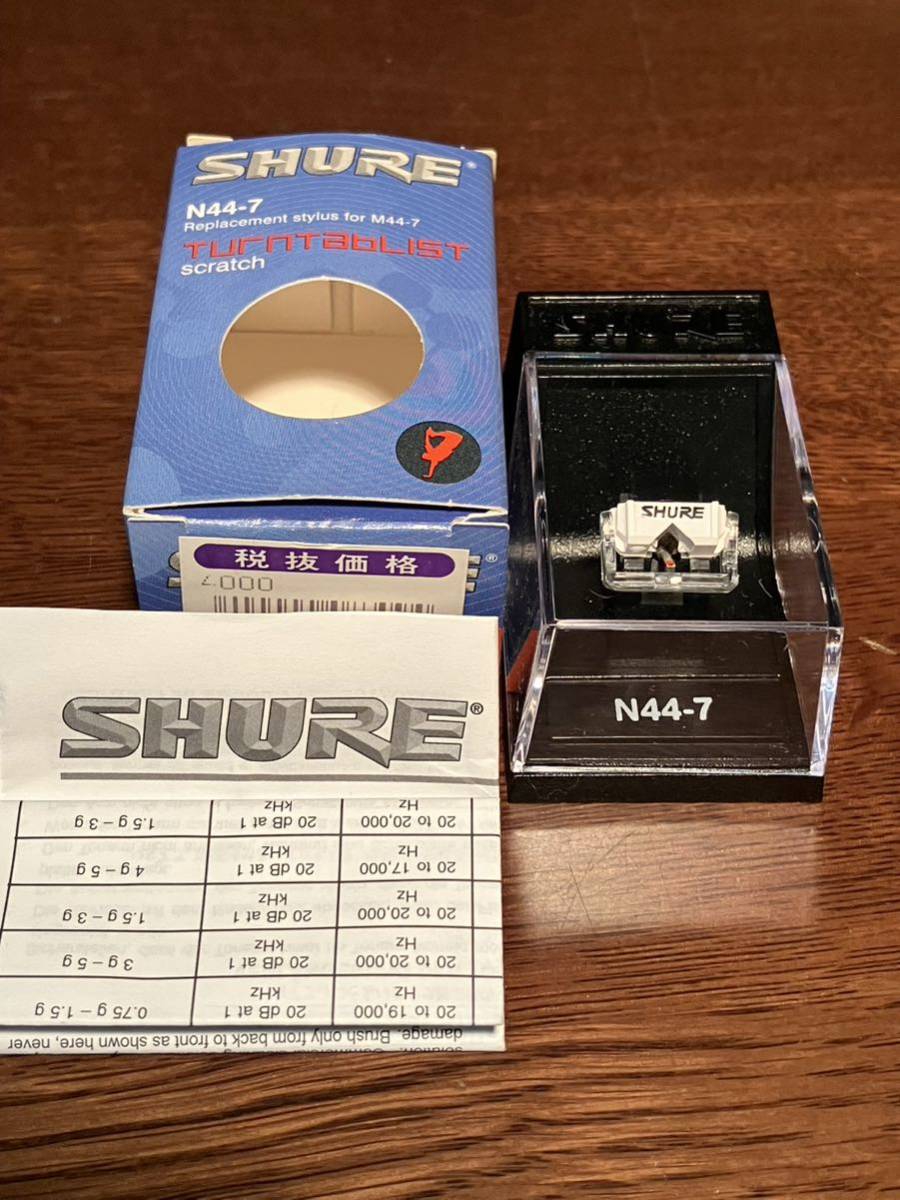 SHURE®
N44-7
Replacement stylus for M44-7
TURNTABLIST
scratch
税抜価格
4000
SHURE
N44-7
SHURE®
damage. Brush only from back to front as shown here, never
20 to 19,000 Hz 20 dB at 1 kHz 0.75 g – 1.5 g
20 to 20,000 Hz 20 dB at 1 kHz 3 g – 5 g
20 to 20,000 Hz 20 dB at 1 kHz 1.5 g – 3 g
20 to 17,000 Hz 20 dB at 1 kHz 4 g – 5 g
20 to 20,000 Hz 20 dB at 1 kHz 1.5 g – 3 g